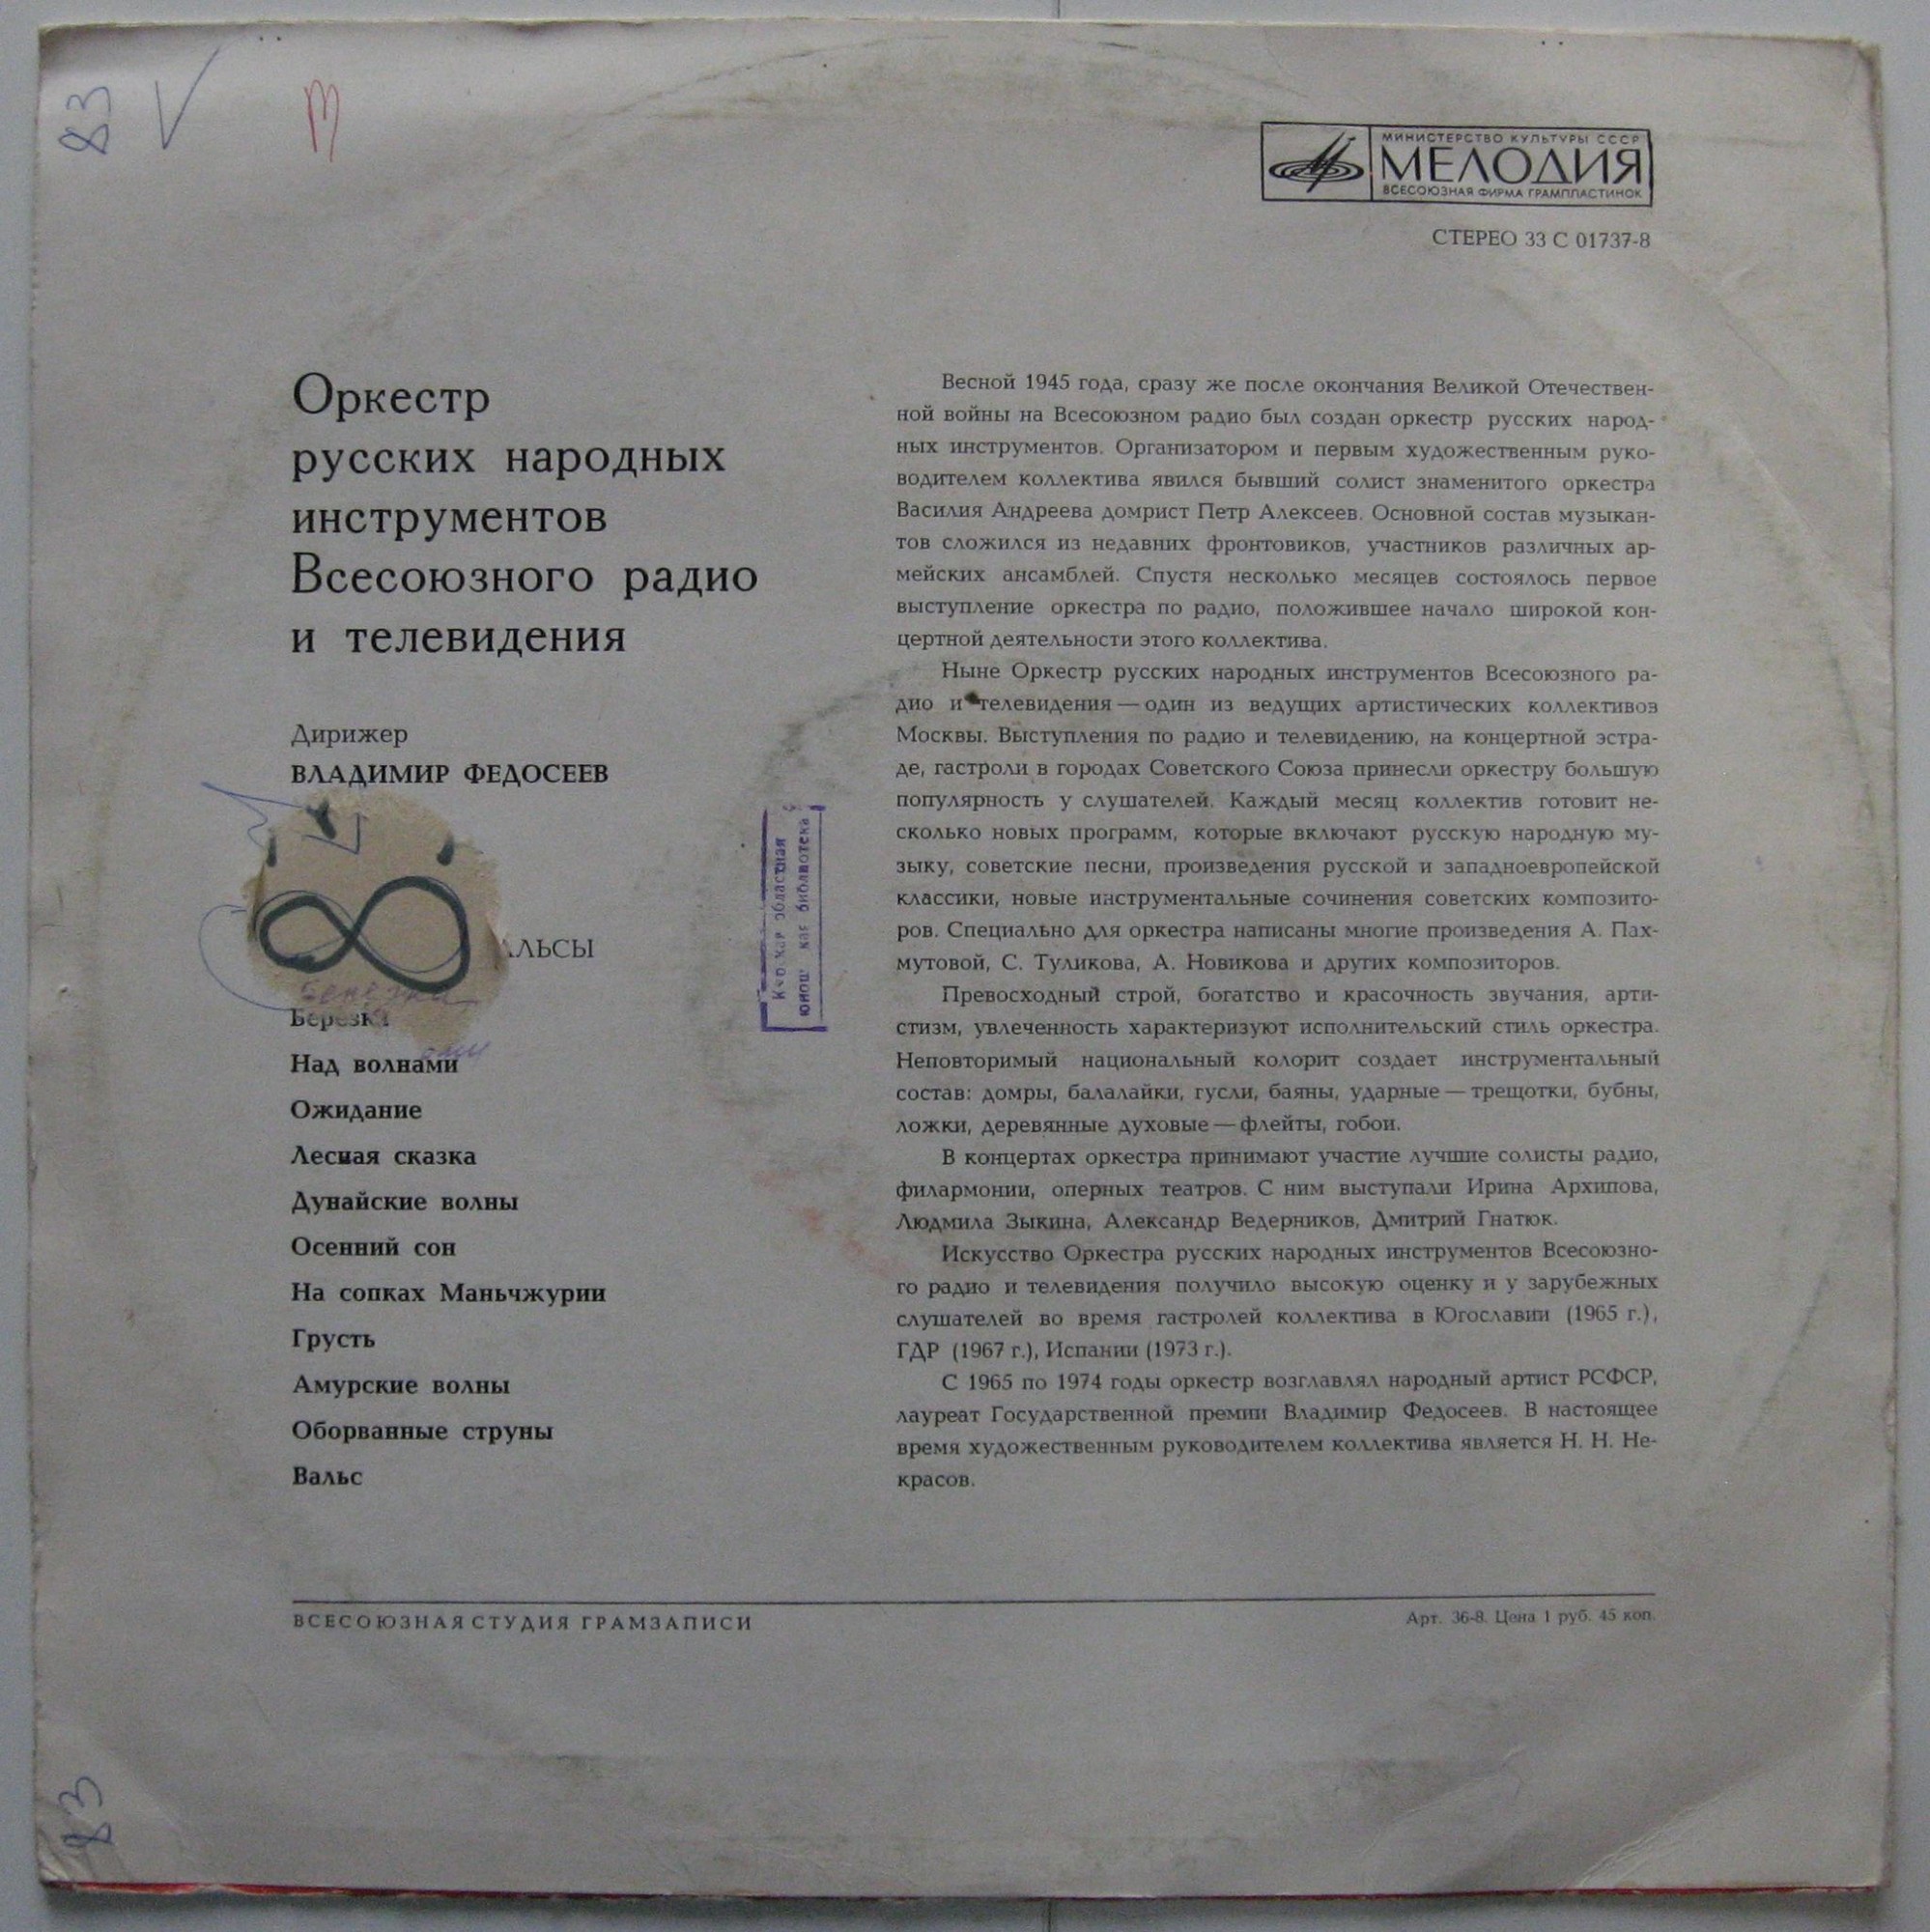 83
МИНИСТЕРСТВО КУЛЬТУРЫ СССР
МЕЛОДИЯ
ВСЕСОЮЗНАЯ ФИРМА ГРАМПЛАСТИНОК
СТЕРЕО 33 С 01737-8
Оркестр
русских народных
инструментов
Всесоюзного радио
и телевидения
Дирижер
ВЛАДИМИР ФЕДОСЕЕВ
АЛЬСЫ
Березка
Березка
Над волнами
Ожидание
Лесная сказка
Дунайские волны
Осенний сон
На сопках Маньчжурии
Грусть
Амурские волны
Оборванные струны
Вальс
областная
библиотека
Весной 1945 года, сразу же после окончания Великой Отечествен-
ной войны на Всесоюзном радио был создан оркестр русских народ-
ных инструментов. Организатором и первым художественным руко-
водителем коллектива явился бывший солист знаменитого оркестра
Василия Андреева домрист Петр Алексеев. Основной состав музыкан-
тов сложился из недавних фронтовиков, участников различных ар-
мейских ансамблей. Спустя несколько месяцев состоялось первое
выступление оркестра по радио, положившее начало широкой кон-
цертной деятельности этого коллектива.
Ныне Оркестр русских народных инструментов Всесоюзного ра-
дио и телевидения — один из ведущих артистических коллективов
Москвы. Выступления по радио и телевидению, на концертной эстра-
де, гастроли в городах Советского Союза принесли оркестру большую
популярность у слушателей. Каждый месяц коллектив готовит не-
сколько новых программ, которые включают русскую народную му-
зыку, советские песни, произведения русской и западноевропейской
классики, новые инструментальные сочинения советских композито-
ров. Специально для оркестра написаны многие произведения А. Пах-
мутовой, С. Туликова, А. Новикова и других композиторов.
Превосходный строй, богатство и красочность звучания, арти-
стизм, увлеченность характеризуют исполнительский стиль оркестра.
Неповторимый национальный колорит создает инструментальный
состав: домры, балалайки, гусли, баяны, ударные — трещотки, бубны,
ложки, деревянные духовые — флейты, гобои.
В концертах оркестра принимают участие лучшие солисты радио,
филармонии, оперных театров. С ним выступали Ирина Архипова,
Людмила Зыкина, Александр Ведерников, Дмитрий Гнатюк.
Искусство Оркестра русских народных инструментов Всесоюзно-
го радио и телевидения получило высокую оценку и у зарубежных
слушателей во время гастролей коллектива в Югославии (1965 г.),
ГДР (1967 г.), Испании (1973 г.).
С 1965 по 1974 годы оркестр возглавлял народный артист РСФСР,
лауреат Государственной премии Владимир Федосеев. В настоящее
время художественным руководителем коллектива является Н. Н. Не-
красов.
ВСЕСОЮЗНАЯ СТУДИЯ ГРАМЗАПИСИ
Арт. 36-8. Цена 1 руб. 45 коп.
83